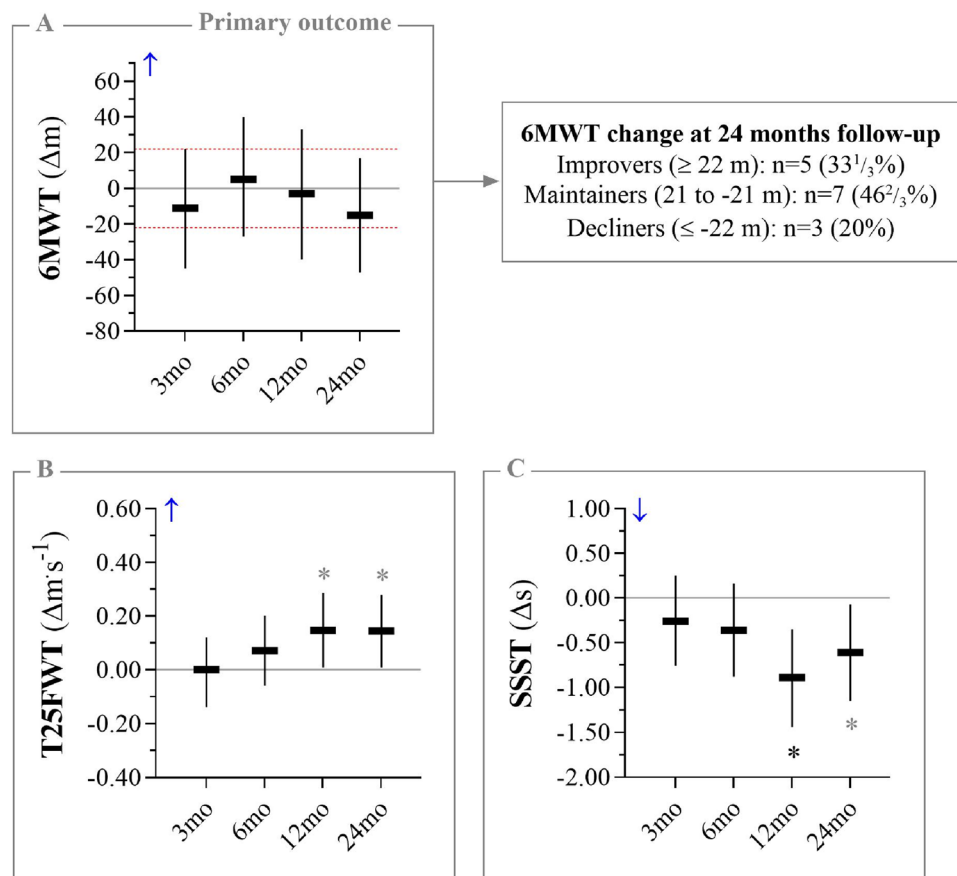 A Primary outcome
↑
60
40
20
0
-20
-40
-60
-80
6MWT (Δm)
3mo 6mo 12mo 24mo
6MWT change at 24 months follow-up
Improvers (≥ 22 m): n=5 (33¹/₃%)
Maintainers (21 to -21 m): n=7 (46²/₃%)
Decliners (≤ -22 m): n=3 (20%)
B
↑
0.60
0.40
0.20
0.00
-0.20
-0.40
T25FWT (Δm·s⁻¹)
* *
3mo 6mo 12mo 24mo
C
↓
1.00
0.50
0.00
-0.50
-1.00
-1.50
-2.00
SSST (Δs)
* *
3mo 6mo 12mo 24mo